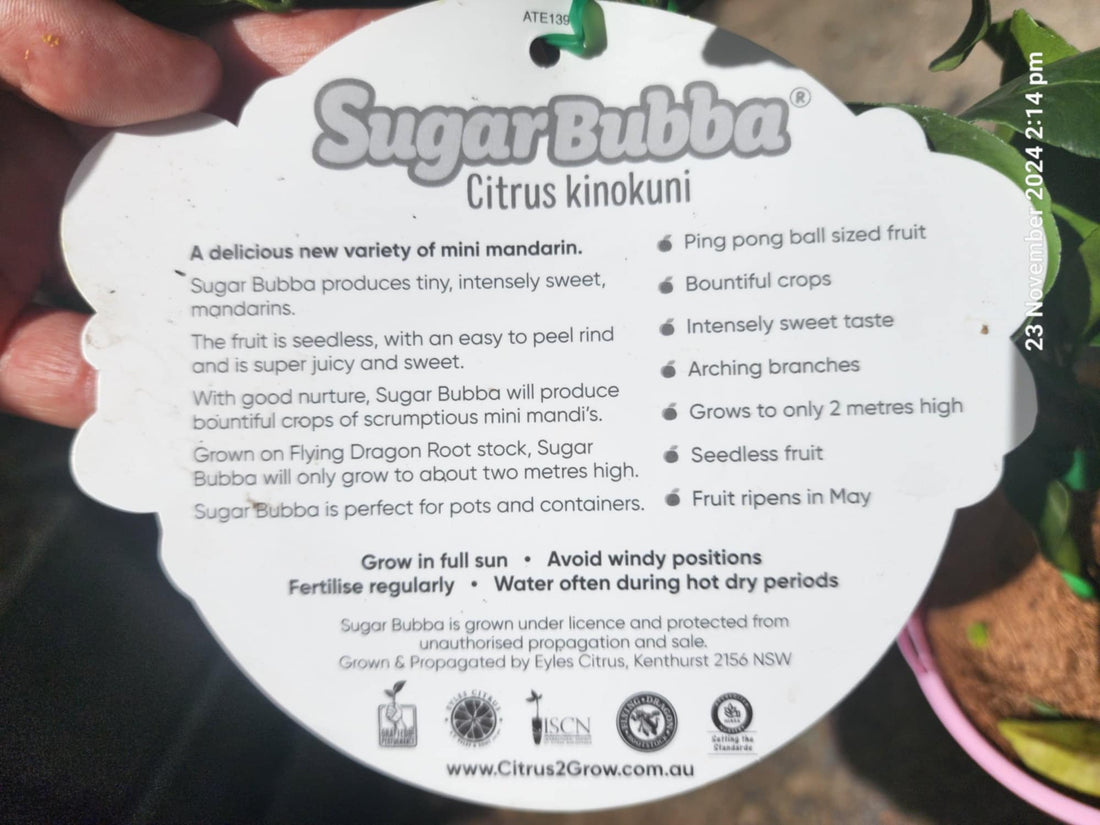 ATE139
SugarBubba®
Citrus kinokuni
A delicious new variety of mini mandarin.
Sugar Bubba produces tiny, intensely sweet,
mandarins.
The fruit is seedless, with an easy to peel rind
and is super juicy and sweet.
With good nurture, Sugar Bubba will produce
bountiful crops of scrumptious mini mandi's.
Grown on Flying Dragon Root stock, Sugar
Bubba will only grow to about two metres high.
Sugar Bubba is perfect for pots and containers.
Ping pong ball sized fruit
Bountiful crops
Intensely sweet taste
Arching branches
Grows to only 2 metres high
Seedless fruit
Fruit ripens in May
Grow in full sun • Avoid windy positions
Fertilise regularly • Water often during hot dry periods
Sugar Bubba is grown under licence and protected from
unauthorised propagation and sale.
Grown & Propagated by Eyles Citrus, Kenthurst 2156 NSW
EYLES CITRUS
ISCN
FLYING DRAGON
Setting the
Standards
www.Citrus2Grow.com.au
23 November 2024 2:14 pm